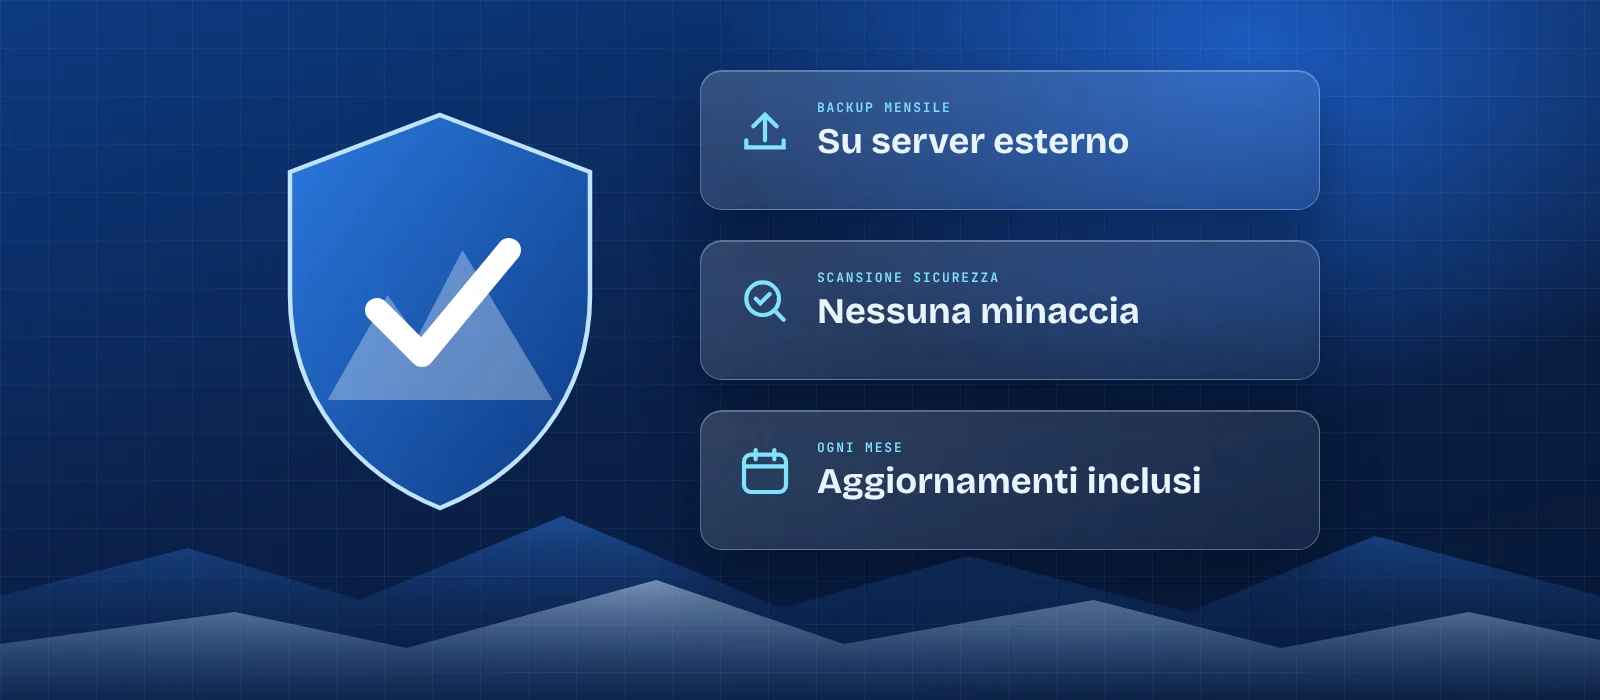 BACKUP MENSILE
Su server esterno
SCANSIONE SICUREZZA
Nessuna minaccia
OGNI MESE
Aggiornamenti inclusi